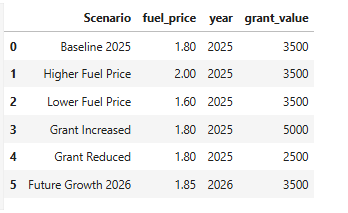 Scenario fuel_price year grant_value
0 Baseline 2025 1.80 2025 3500
1 Higher Fuel Price 2.00 2025 3500
2 Lower Fuel Price 1.60 2025 3500
3 Grant Increased 1.80 2025 5000
4 Grant Reduced 1.80 2025 2500
5 Future Growth 2026 1.85 2026 3500